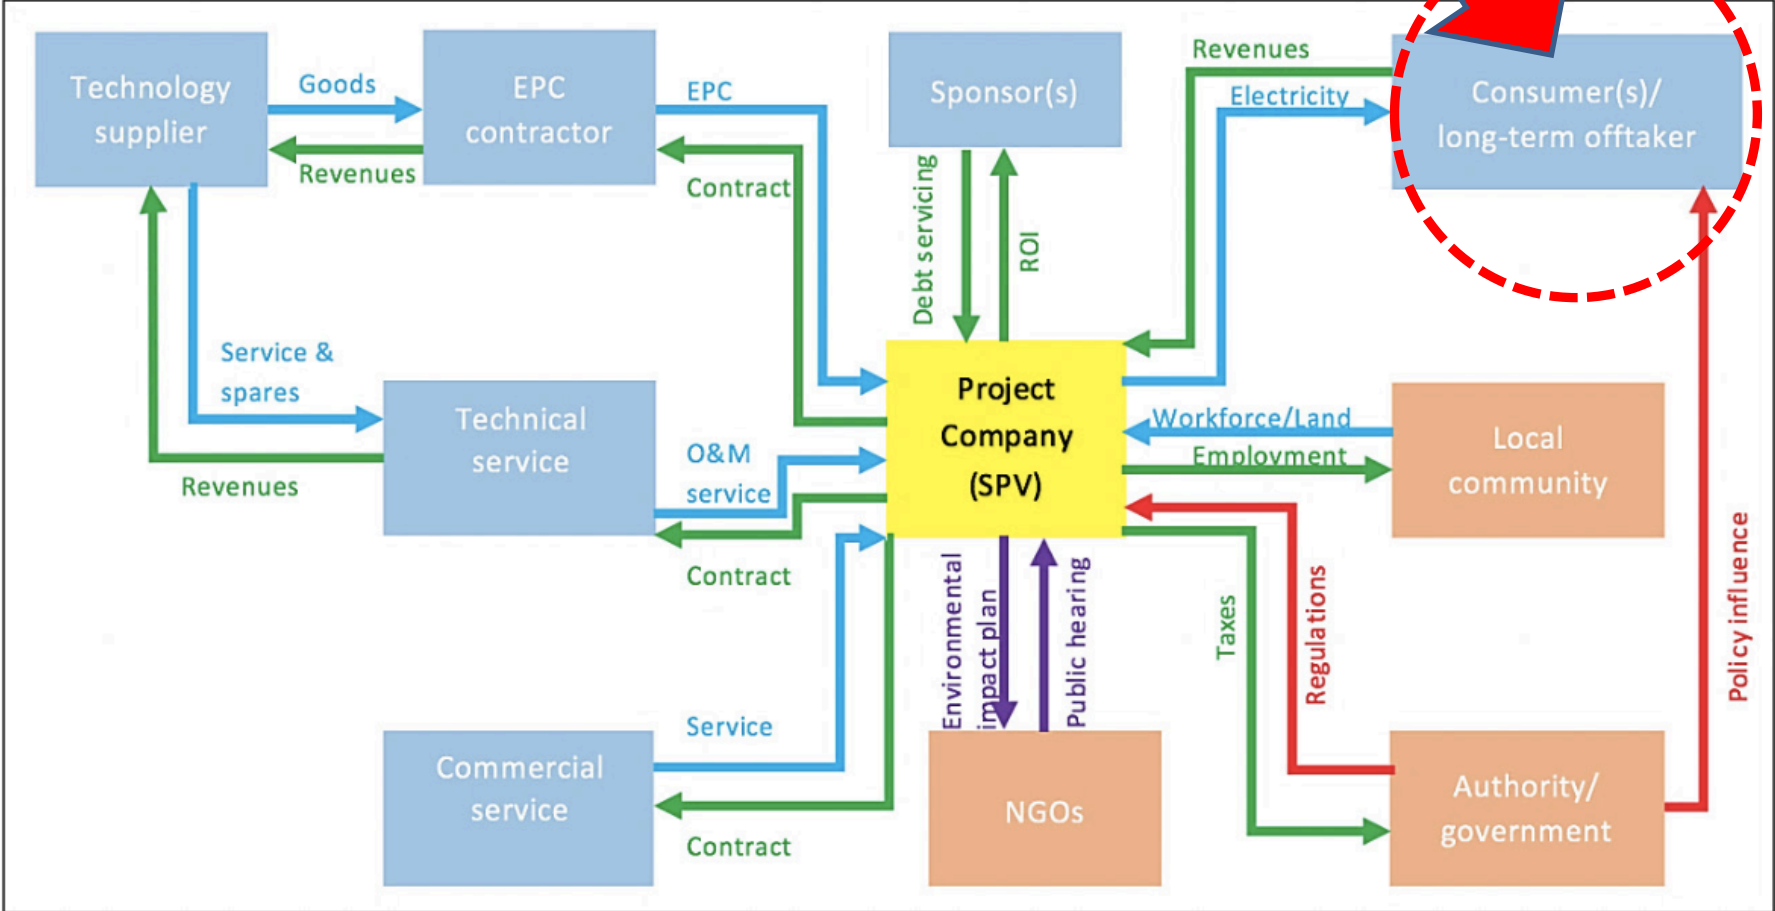 Technology
supplier
Goods
Revenues
EPC
contractor
EPC
Contract
Sponsor(s)
Debt servicing
ROI
Revenues
Electricity
Consumer(s)/
long-term offtaker
Service &
spares
Revenues
Technical
service
O&M
service
Contract
Project
Company
(SPV)
Workforce/Land
Employment
Local
community
Environmental
impact plan
Public hearing
Taxes
Regulations
Policy influence
Commercial
service
Service
Contract
NGOs
Authority/
government